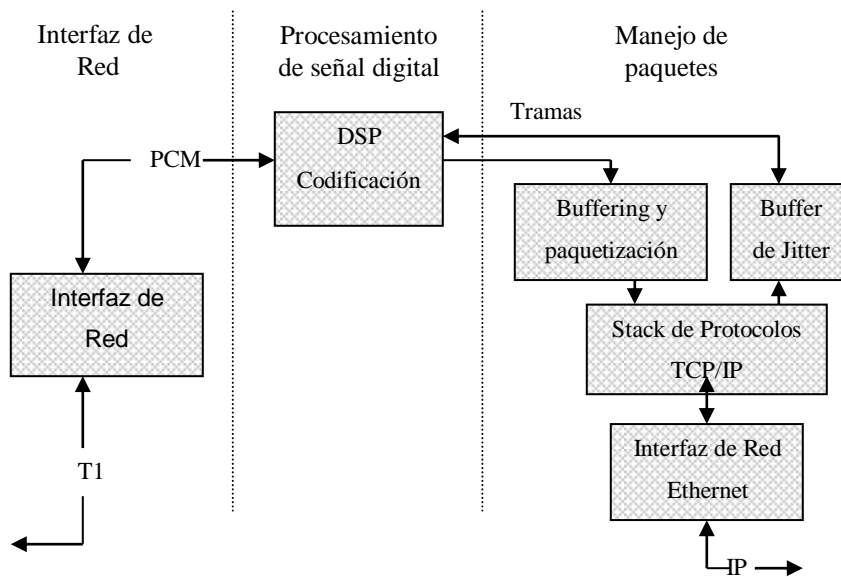 Interfaz de
Red
Procesamiento
de señal digital
Manejo de
paquetes
Tramas
PCM
DSP
Codificación
Buffering y
paquetización
Buffer
de Jitter
Interfaz de
Red
Stack de Protocolos
TCP/IP
Interfaz de Red
Ethernet
T1
IP